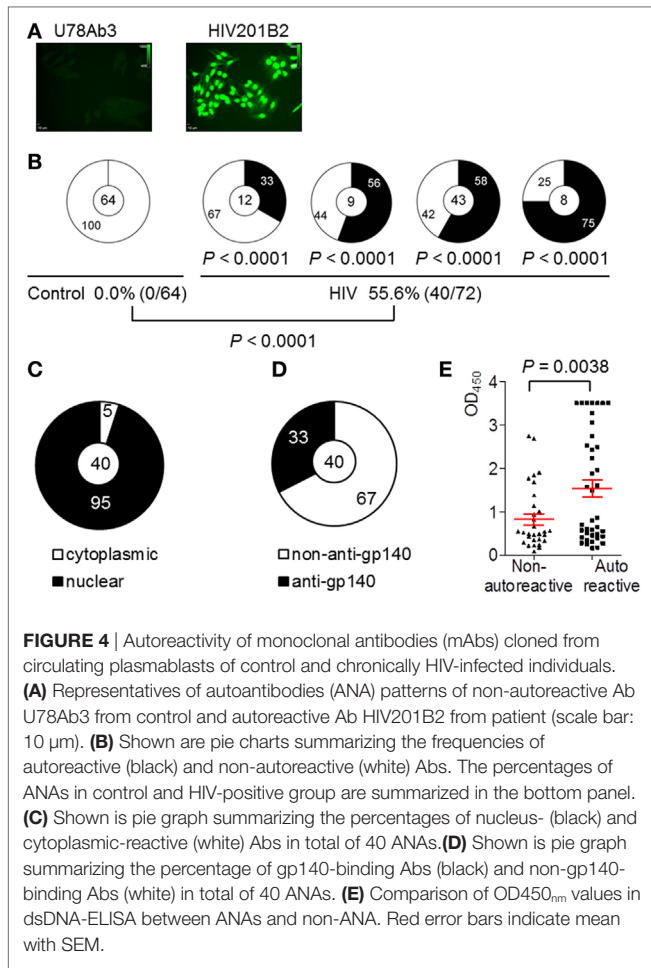 A U78Ab3 HIV201B2
B
64 100
12 33 67
9 56 44
43 58 42
8 25 75
P < 0.0001 P < 0.0001 P < 0.0001 P < 0.0001
Control 0.0% (0/64) HIV 55.6% (40/72)
P < 0.0001
C
5
40
95
cytoplasmic
nuclear
D
33
40
67
non-anti-gp140
anti-gp140
E
P = 0.0038
OD450
4
3
2
1
0
Non-autoreactive
Auto reactive
FIGURE 4 | Autoreactivity of monoclonal antibodies (mAbs) cloned from
circulating plasmablasts of control and chronically HIV-infected individuals.
(A) Representatives of autoantibodies (ANA) patterns of non-autoreactive Ab
U78Ab3 from control and autoreactive Ab HIV201B2 from patient (scale bar:
10 µm). (B) Shown are pie charts summarizing the frequencies of
autoreactive (black) and non-autoreactive (white) Abs. The percentages of
ANAs in control and HIV-positive group are summarized in the bottom panel.
(C) Shown is pie graph summarizing the percentages of nucleus- (black) and
cytoplasmic-reactive (white) Abs in total of 40 ANAs.(D) Shown is pie graph
summarizing the percentage of gp140-binding Abs (black) and non-gp140-
binding Abs (white) in total of 40 ANAs. (E) Comparison of OD450nm values in
dsDNA-ELISA between ANAs and non-ANA. Red error bars indicate mean
with SEM.